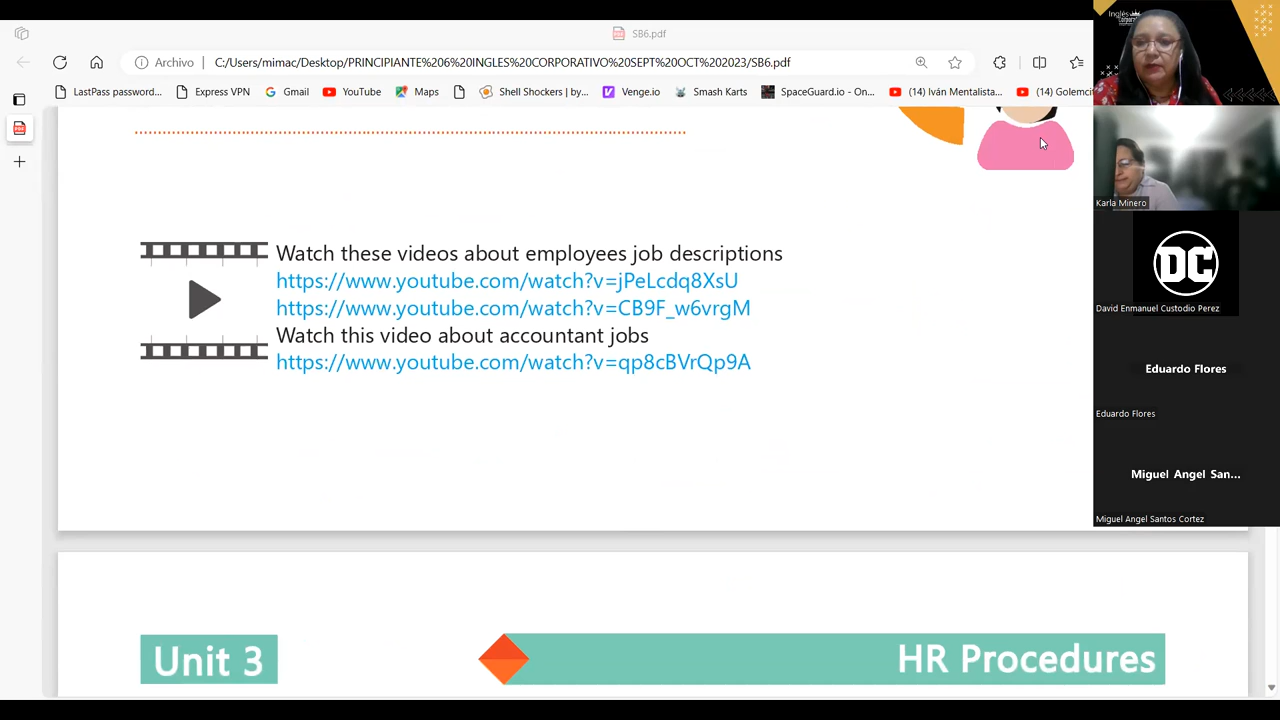 SB6.pdf
Archivo
C:/Users/mimac/Desktop/PRINCIPIANTE%206%20INGLES%20CORPORATIVO%20SEPT%20OCT%202023/SB6.pdf
LastPass password...
Express VPN
Gmail
YouTube
Maps
Shell Shockers | by...
Venge.io
Smash Karts
SpaceGuard.io - On...
(14) Iván Mentalista...
(14) Golemci
Watch these videos about employees job descriptions
https://www.youtube.com/watch?v=jPeLcdq8XsU
https://www.youtube.com/watch?v=CB9F_w6vrgM
Watch this video about accountant jobs
https://www.youtube.com/watch?v=qp8cBVrQp9A
Unit 3
HR Procedures
Inglés
Corporativo
Karla Minero
DC
David Enmanuel Custodio Perez
Eduardo Flores
Eduardo Flores
Miguel Angel San...
Miguel Angel Santos Cortez